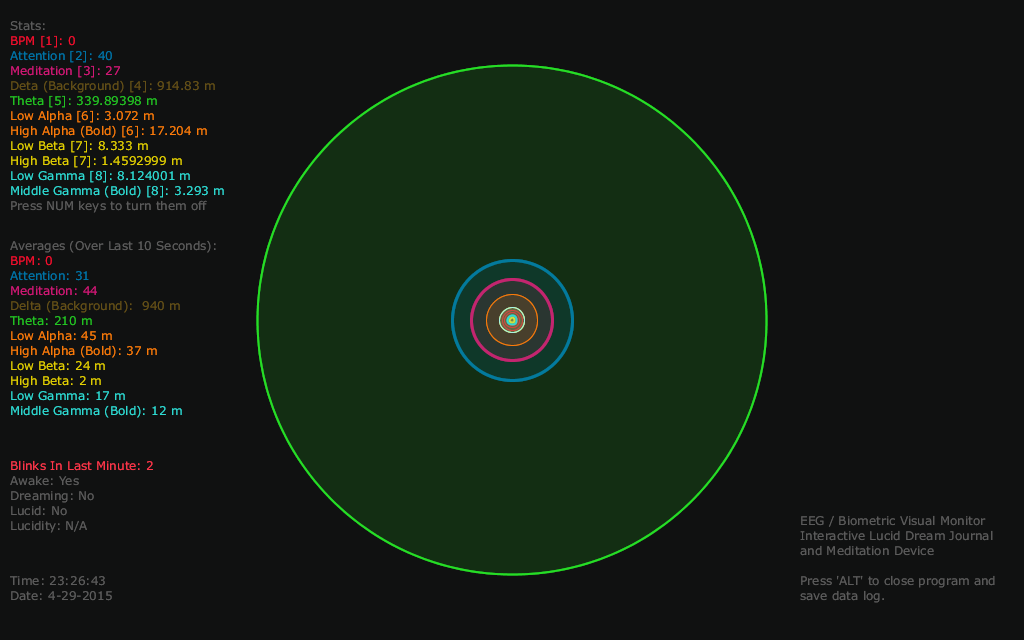 Stats:
BPM [1]: 0
Attention [2]: 40
Meditation [3]: 27
Deta (Background) [4]: 914.83 m
Theta [5]: 339.89398 m
Low Alpha [6]: 3.072 m
High Alpha (Bold) [6]: 17.204 m
Low Beta [7]: 8.333 m
High Beta [7]: 1.4592999 m
Low Gamma [8]: 8.124001 m
Middle Gamma (Bold) [8]: 3.293 m
Press NUM keys to turn them off
Averages (Over Last 10 Seconds):
BPM: 0
Attention: 31
Meditation: 44
Delta (Background):  940 m
Theta: 210 m
Low Alpha: 45 m
High Alpha (Bold): 37 m
Low Beta: 24 m
High Beta: 2 m
Low Gamma: 17 m
Middle Gamma (Bold): 12 m
Blinks In Last Minute: 2
Awake: Yes
Dreaming: No
Lucid: No
Lucidity: N/A
Time: 23:26:43
Date: 4-29-2015
EEG / Biometric Visual Monitor
Interactive Lucid Dream Journal
and Meditation Device
Press 'ALT' to close program and
save data log.